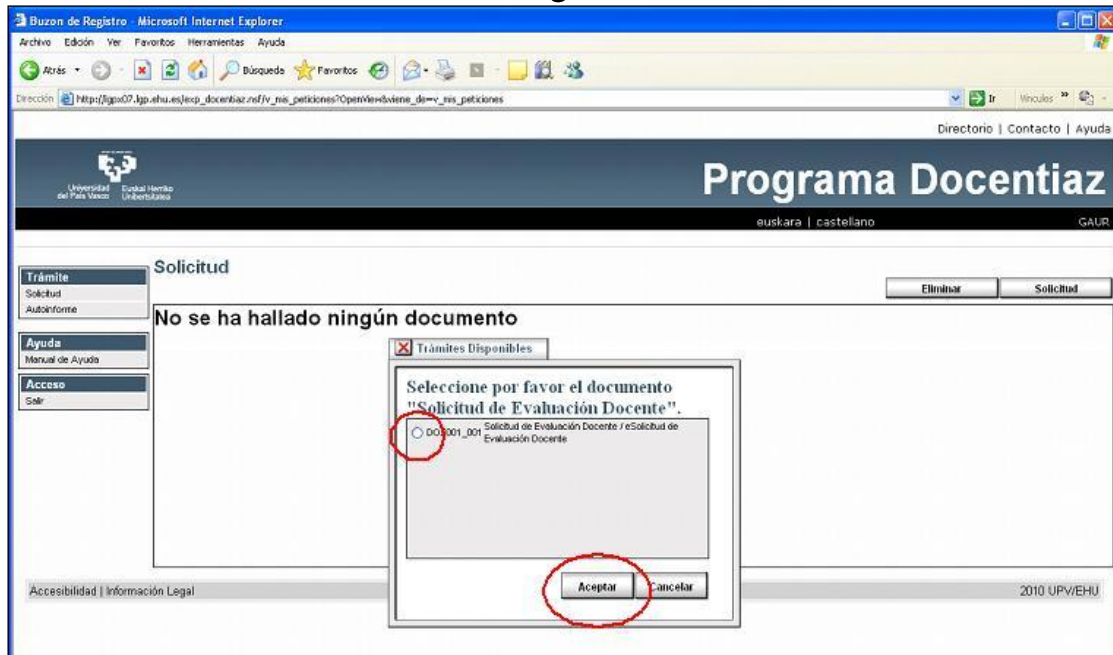 Buzon de Registro - Microsoft Internet Explorer
Archivo Edición Ver Favoritos Herramientas Ayuda
Atrás Búsqueda Favoritos
Dirección http://lgpx07.lgp.ehu.es/exp_docentiaz.nsf/v_mis_peticiones?OpenView&viene_de=v_mis_peticiones Ir Vínculos »
Directorio | Contacto | Ayuda
Universidad del País Vasco Euskal Herriko Unibertsitatea
Programa Docentiaz
euskara | castellano GAUR
Trámite
Solicitud
Autoinforme
Ayuda
Manual de Ayuda
Acceso
Salir
Solicitud
Eliminar Solicitud
No se ha hallado ningún documento
Trámites Disponibles
Seleccione por favor el documento
"Solicitud de Evaluación Docente".
Solicitud de Evaluación Docente / eSolicitud de
Evaluación Docente
Aceptar Cancelar
Accesibilidad | Información Legal 2010 UPV/EHU